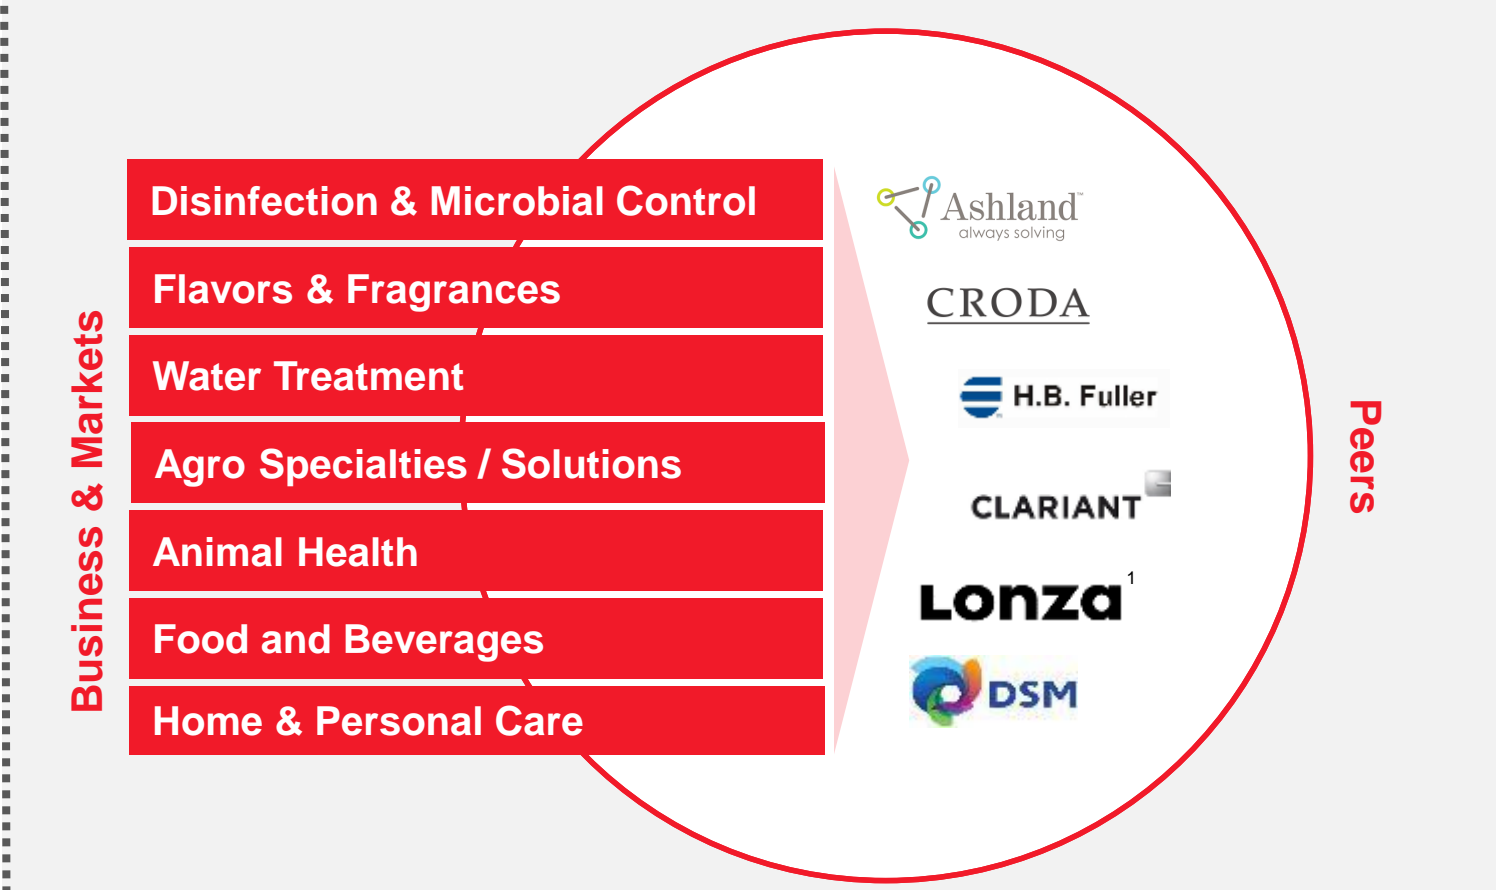 Business & Markets
Disinfection & Microbial Control
Flavors & Fragrances
Water Treatment
Agro Specialties / Solutions
Animal Health
Food and Beverages
Home & Personal Care
Ashland™
always solving
CRODA
H.B. Fuller
CLARIANT
Lonza 1
DSM
Peers